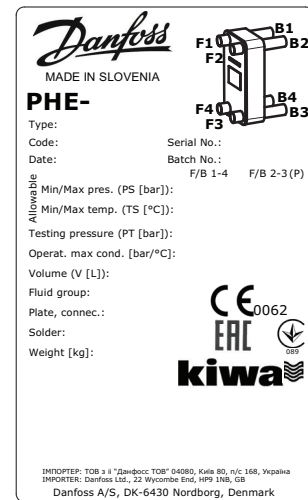 Danfoss
MADE IN SLOVENIA
PHE-
F1
F2
B1
B2
F4
F3
B4
B3
Type:
Code:
Serial No.:
Date:
Batch No.:
F/B 1-4 F/B 2-3(P)
Allowable
Min/Max pres. (PS [bar]):
Min/Max temp. (TS [°C]):
Testing pressure (PT [bar]):
Operat. max cond. [bar/°C]:
Volume (V [L]):
Fluid group:
Plate, connec.:
Solder:
Weight [kg]:
CE 0062
EAC
089
kiwa
ІМПОРТЕР: ТОВ з іі "Данфосс ТОВ" 04080, Київ 80, п/с 168, Україна
IMPORTER: Danfoss Ltd., 22 Wycombe End, HP9 1NB, GB
Danfoss A/S, DK-6430 Nordborg, Denmark